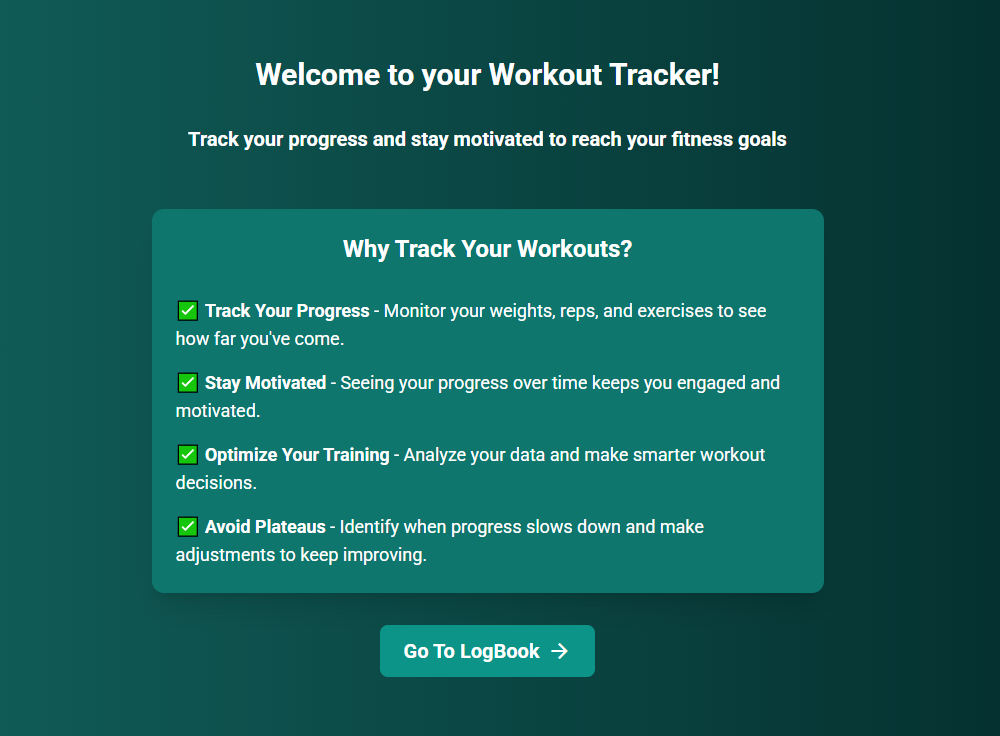 Welcome to your Workout Tracker!
Track your progress and stay motivated to reach your fitness goals
Why Track Your Workouts?
✅ Track Your Progress - Monitor your weights, reps, and exercises to see
how far you've come.
✅ Stay Motivated - Seeing your progress over time keeps you engaged and
motivated.
✅ Optimize Your Training - Analyze your data and make smarter workout
decisions.
✅ Avoid Plateaus - Identify when progress slows down and make
adjustments to keep improving.
Go To LogBook →